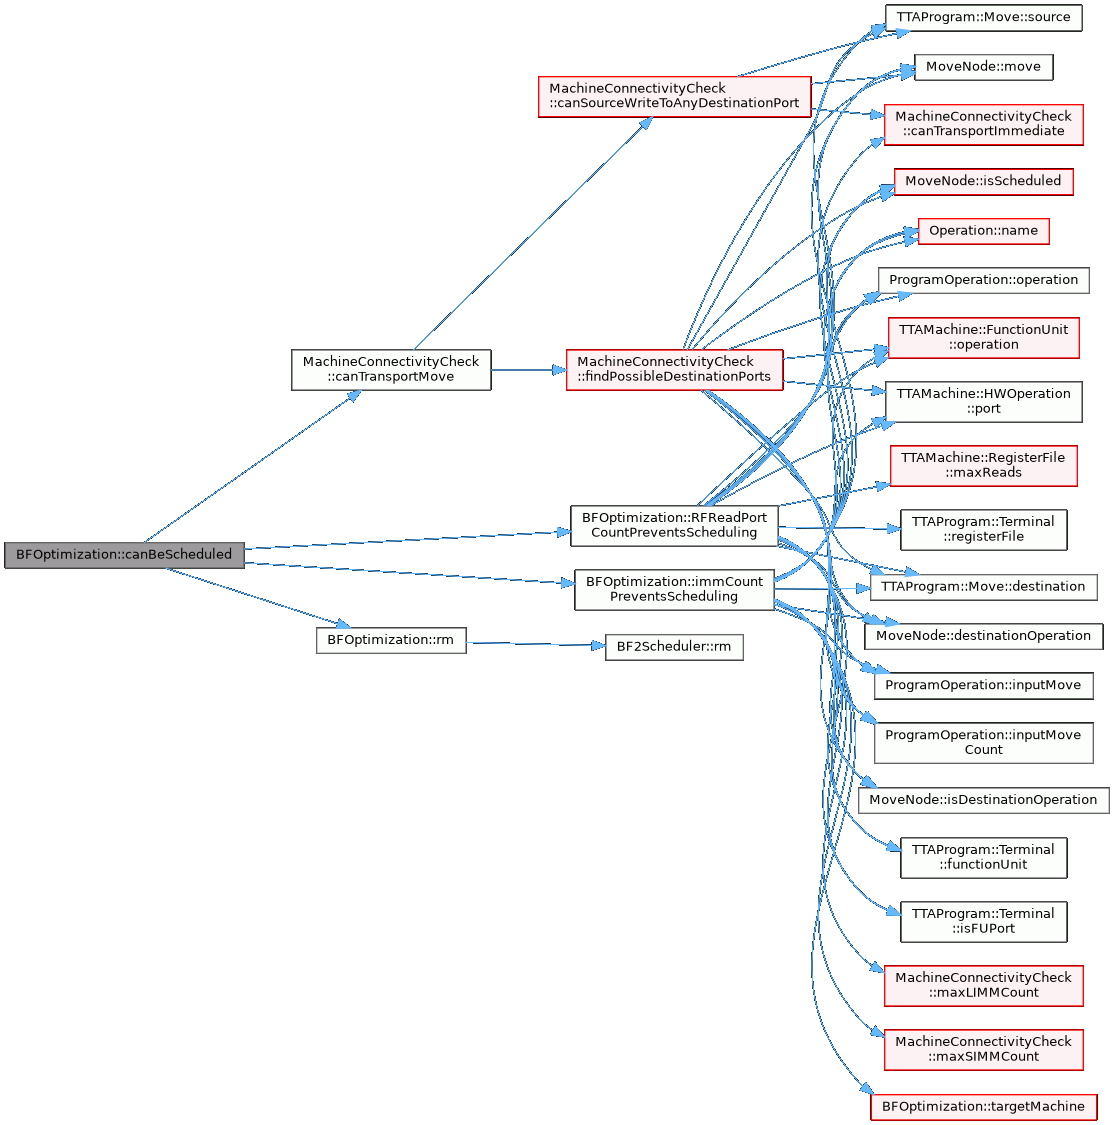 TTAProgram::Move::source
MoveNode::move
MachineConnectivityCheck
::canSourceWriteToAnyDestinationPort
MachineConnectivityCheck
::canTransportImmediate
MoveNode::isScheduled
Operation::name
ProgramOperation::operation
TTAMachine::FunctionUnit
::operation
MachineConnectivityCheck
::canTransportMove
MachineConnectivityCheck
::findPossibleDestinationPorts
TTAMachine::HWOperation
::port
TTAMachine::RegisterFile
::maxReads
BFOptimization::RFReadPort
CountPreventsScheduling
TTAProgram::Terminal
::registerFile
BFOptimization::canBeScheduled
BFOptimization::immCount
PreventsScheduling
TTAProgram::Move::destination
BFOptimization::rm
BF2Scheduler::rm
MoveNode::destinationOperation
ProgramOperation::inputMove
ProgramOperation::inputMove
Count
MoveNode::isDestinationOperation
TTAProgram::Terminal
::functionUnit
TTAProgram::Terminal
::isFUPort
MachineConnectivityCheck
::maxLIMMCount
MachineConnectivityCheck
::maxSIMMCount
BFOptimization::targetMachine